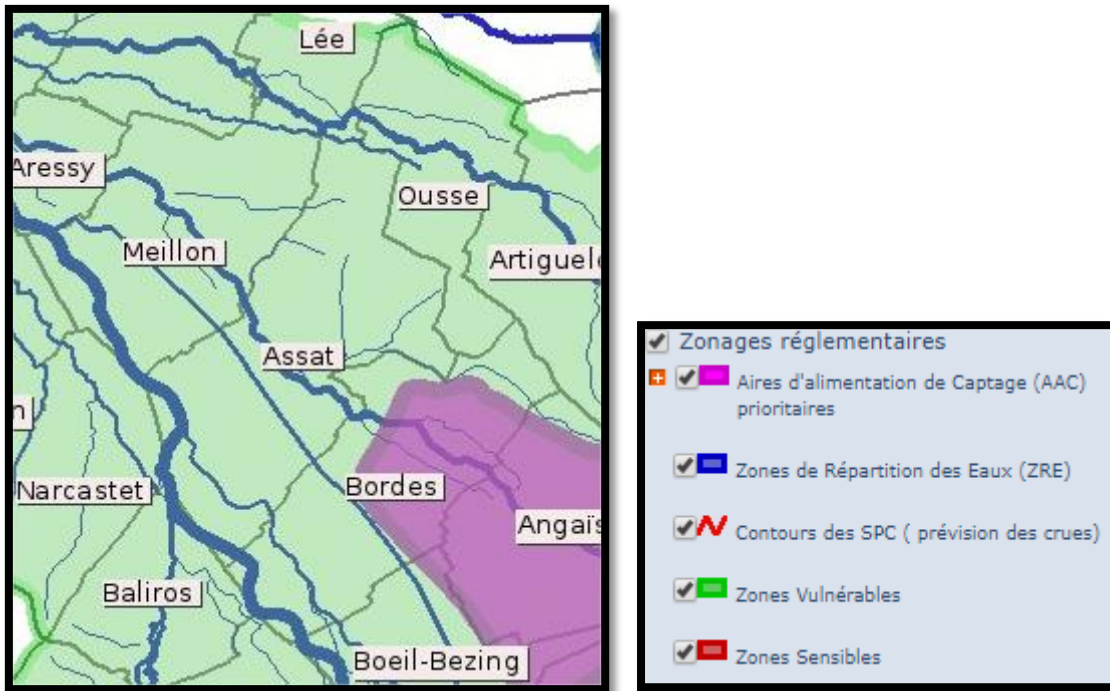 Lée
Aressy
Ousse
Meillon
Artiguel
Assat
n
Narcastet
Bordes
Angaïs
Baliros
Boeil-Bezing
Zonages réglementaires
Aires d'alimentation de Captage (AAC)
prioritaires
Zones de Répartition des Eaux (ZRE)
Contours des SPC ( prévision des crues)
Zones Vulnérables
Zones Sensibles